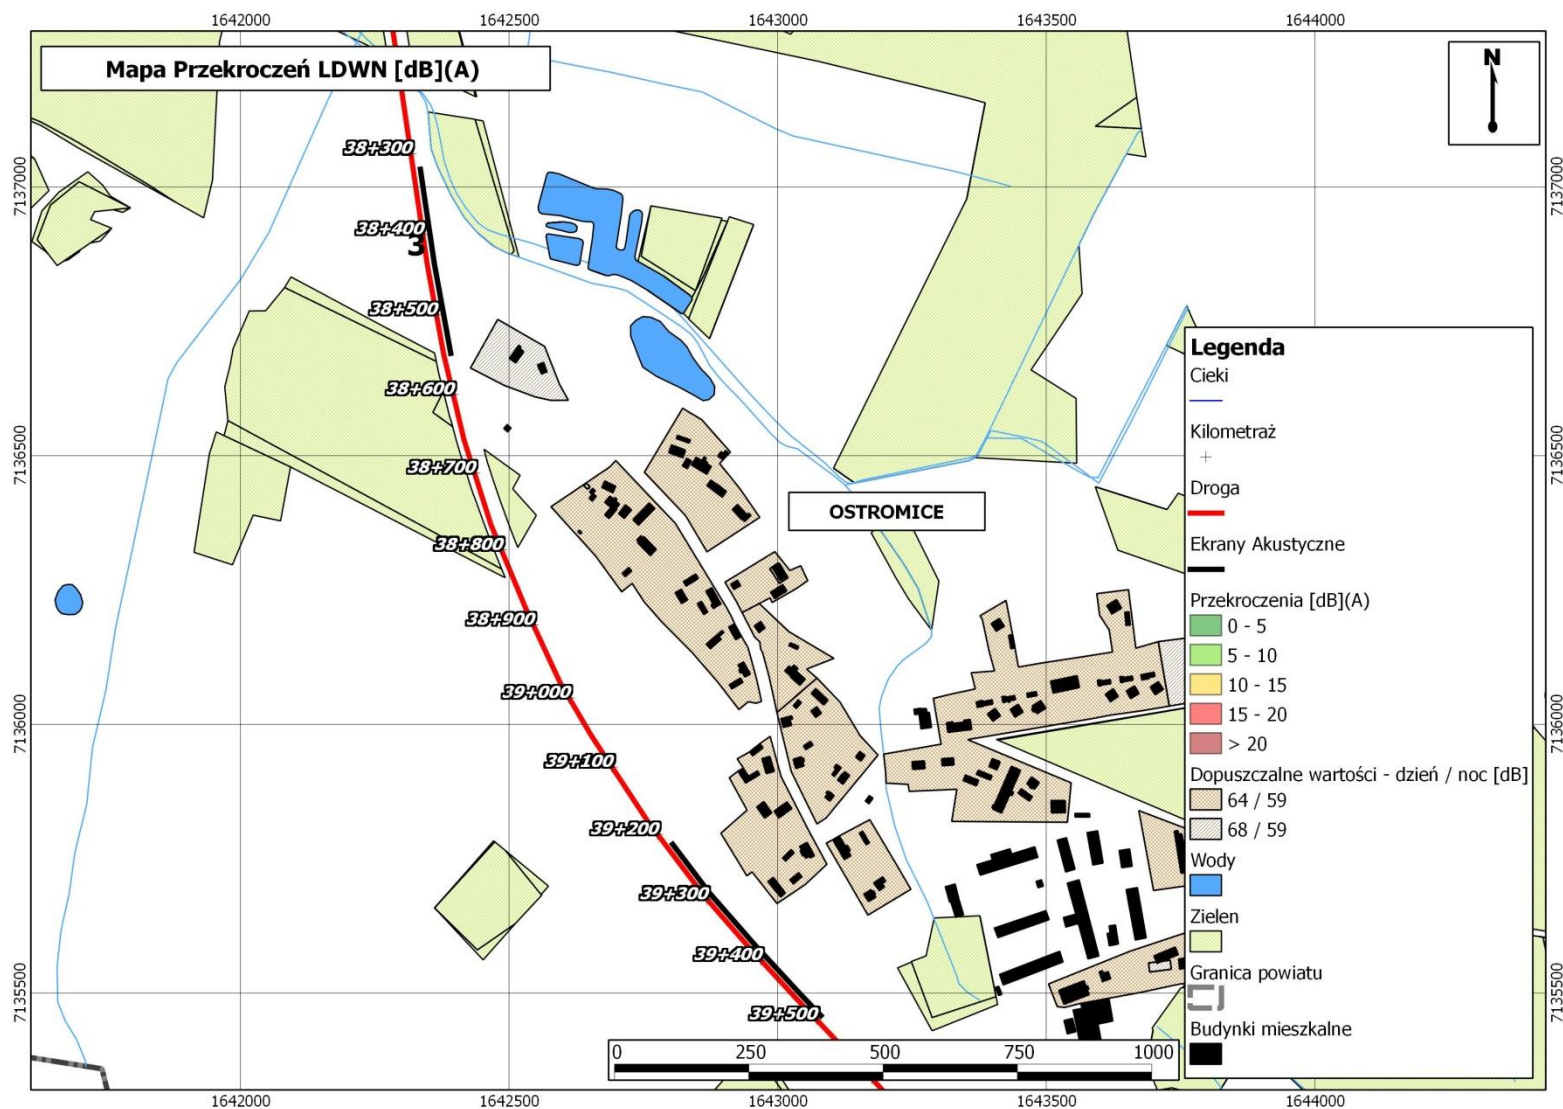 1642000 1642500 1643000 1643500 1644000
Mapa Przekroczeń LDWN [dB](A)
N
38+300
7137000 7137000
38+400
3
38+500
38+600
7136500 7136500
38+700
OSTROMICE
38+800
38+900
39+000
7136000 7136000
39+100
39+200
39+300
39+400
7135500 7135500
39+500
Legenda
Cieki
Kilometraż
Droga
Ekrany Akustyczne
Przekroczenia [dB](A)
0 - 5
5 - 10
10 - 15
15 - 20
> 20
Dopuszczalne wartości - dzień / noc [dB]
64 / 59
68 / 59
Wody
Zielen
Granica powiatu
Budynki mieszkalne
0 250 500 750 1000
1642000 1642500 1643000 1643500 1644000